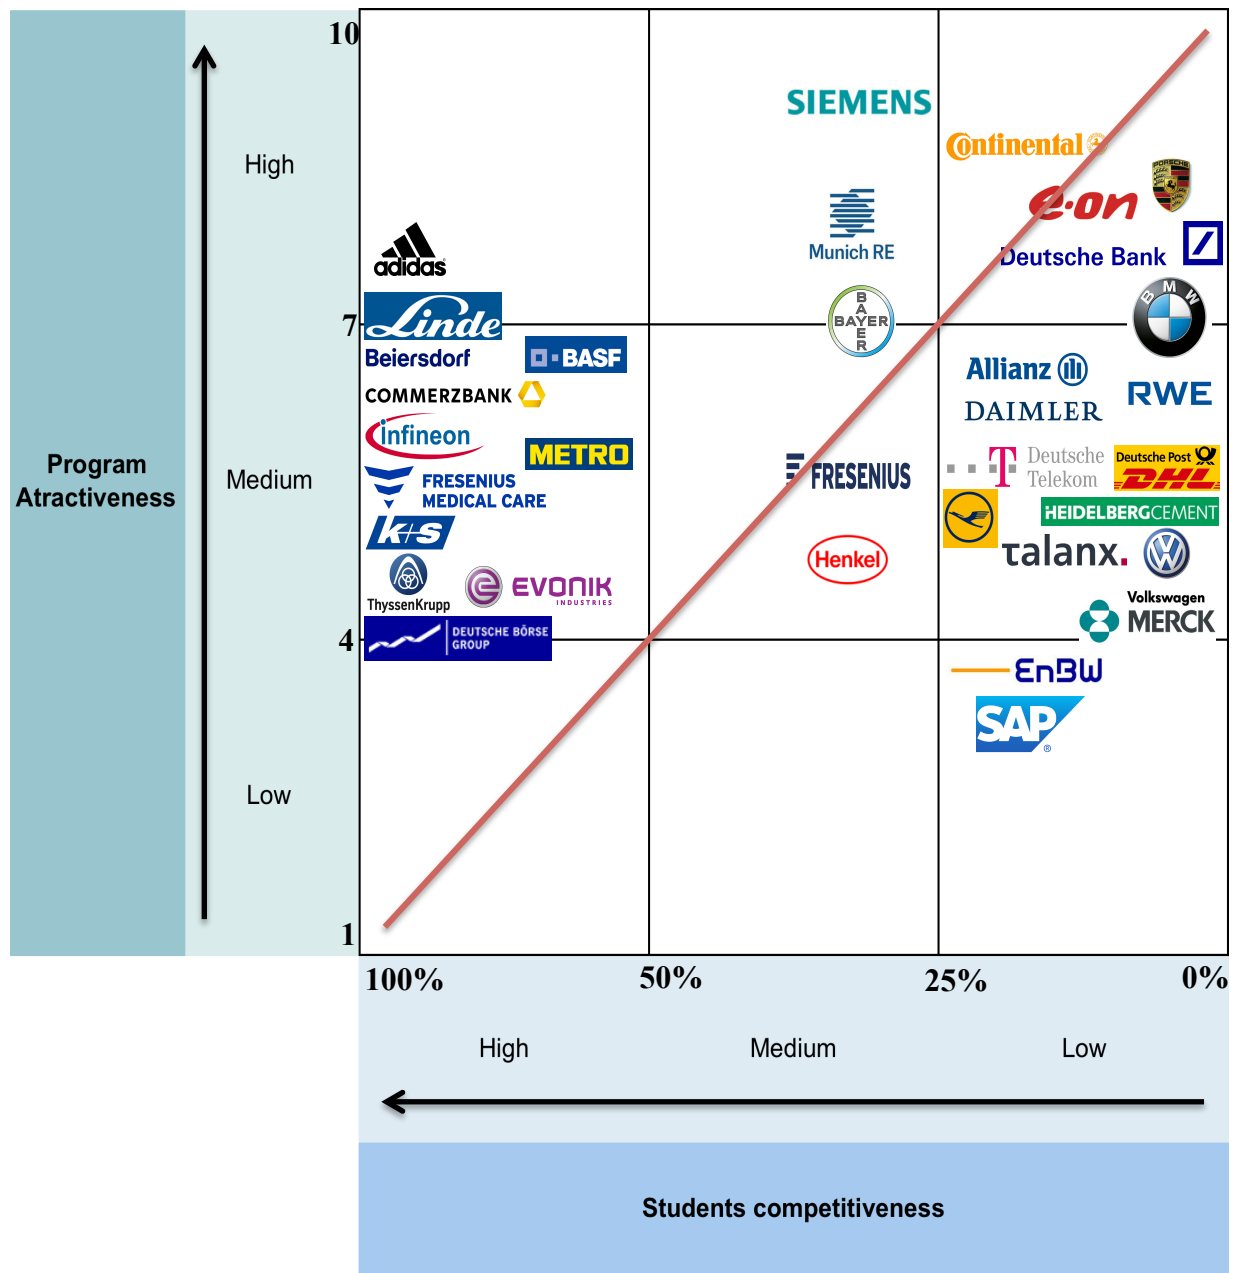 10
High
SIEMENS
Continental
PORSCHE
e·on
Munich RE
Deutsche Bank
adidas
BMW
7
Linde
BAYER
BAYER
Beiersdorf
BASF
Allianz
COMMERZBANK
RWE
DAIMLER
infineon
METRO
Program
Atractiveness
Medium
T
Deutsche
Telekom
Deutsche Post
DHL
FRESENIUS
FRESENIUS
MEDICAL CARE
HEIDELBERGCEMENT
k+s
talanx.
VW
Henkel
ThyssenKrupp
EVONIK
INDUSTRIES
Volkswagen
MERCK
4
DEUTSCHE BÖRSE
GROUP
EnBW
SAP
®
Low
1
100%
50%
25%
0%
High
Medium
Low
Students competitiveness